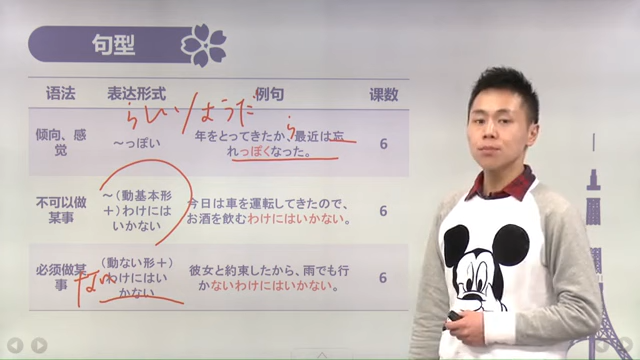 句型
语法 表达形式 例句 课数
らしい/ようだ
倾向、感 ～っぽい 年をとってきたから最近は忘 6
觉 れっぽくなった。
不可以做 ～（動基本形 今日は車を運転してきたので、 6
某事 ＋）わけには お酒を飲むわけにはいかない。
いかない
必须做某 （動ない形＋） 彼女と約束したから、雨でも行 6
事 わけにはい かないわけにはいかない。
かない
ない